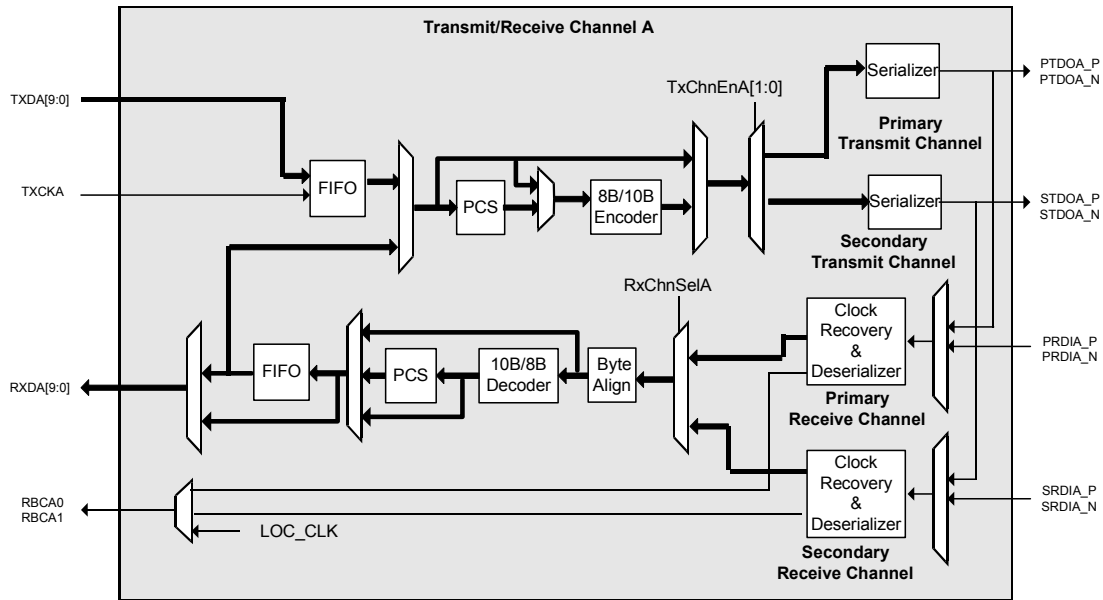 Transmit/Receive Channel A
Serializer
PTDOA_P
PTDOA_N
TXDA[9:0]
TxChnEnA[1:0]
Primary
Transmit Channel
TXCKA
FIFO
PCS
8B/10B
Encoder
Serializer
STDOA_P
STDOA_N
Secondary
Transmit Channel
RxChnSelA
Clock
Recovery
&
Deserializer
PRDIA_P
PRDIA_N
RXDA[9:0]
FIFO
PCS
10B/8B
Decoder
Byte
Align
Primary
Receive Channel
Clock
Recovery
&
Deserializer
SRDIA_P
SRDIA_N
RBCA0
RBCA1
LOC_CLK
Secondary
Receive Channel